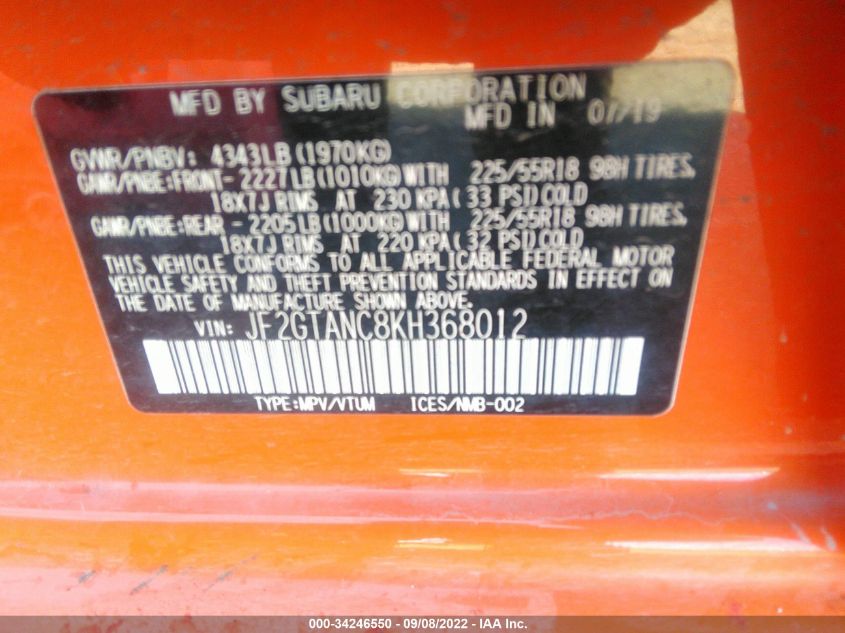 MFD BY SUBARU CORPORATION
MFD IN 07/19
GVWR/PNBV: 4343LB(1970KG)
GAWR/PNBE:FRONT- 2227LB(1010KG)WITH 225/55R18 98H TIRES,
18X7J RIMS AT 230 KPA( 33 PSI)COLD
GAWR/PNBE:REAR - 2205LB(1000KG)WITH 225/55R18 98H TIRES,
18X7J RIMS AT 220 KPA( 32 PSI)COLD
THIS VEHICLE CONFORMS TO ALL APPLICABLE FEDERAL MOTOR
VEHICLE SAFETY AND THEFT PREVENTION STANDARDS IN EFFECT ON
THE DATE OF MANUFACTURE SHOWN ABOVE.
VIN: JF2GTANC8KH368012
TYPE:MPV/VTUM ICES/NMB-002
000-34246550 - 09/08/2022 - IAA Inc.